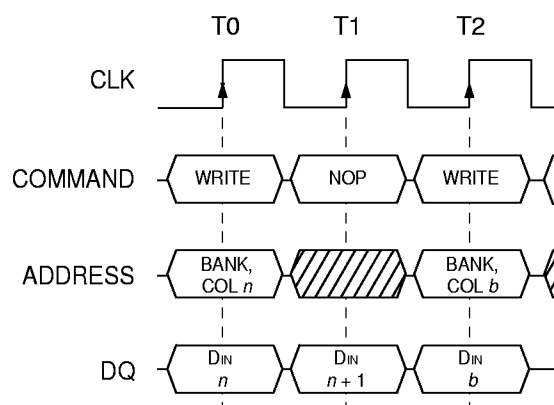 T0 T1 T2
CLK
COMMAND WRITE NOP WRITE
ADDRESS BANK, COL n BANK, COL b
DQ DIN n DIN n + 1 DIN b